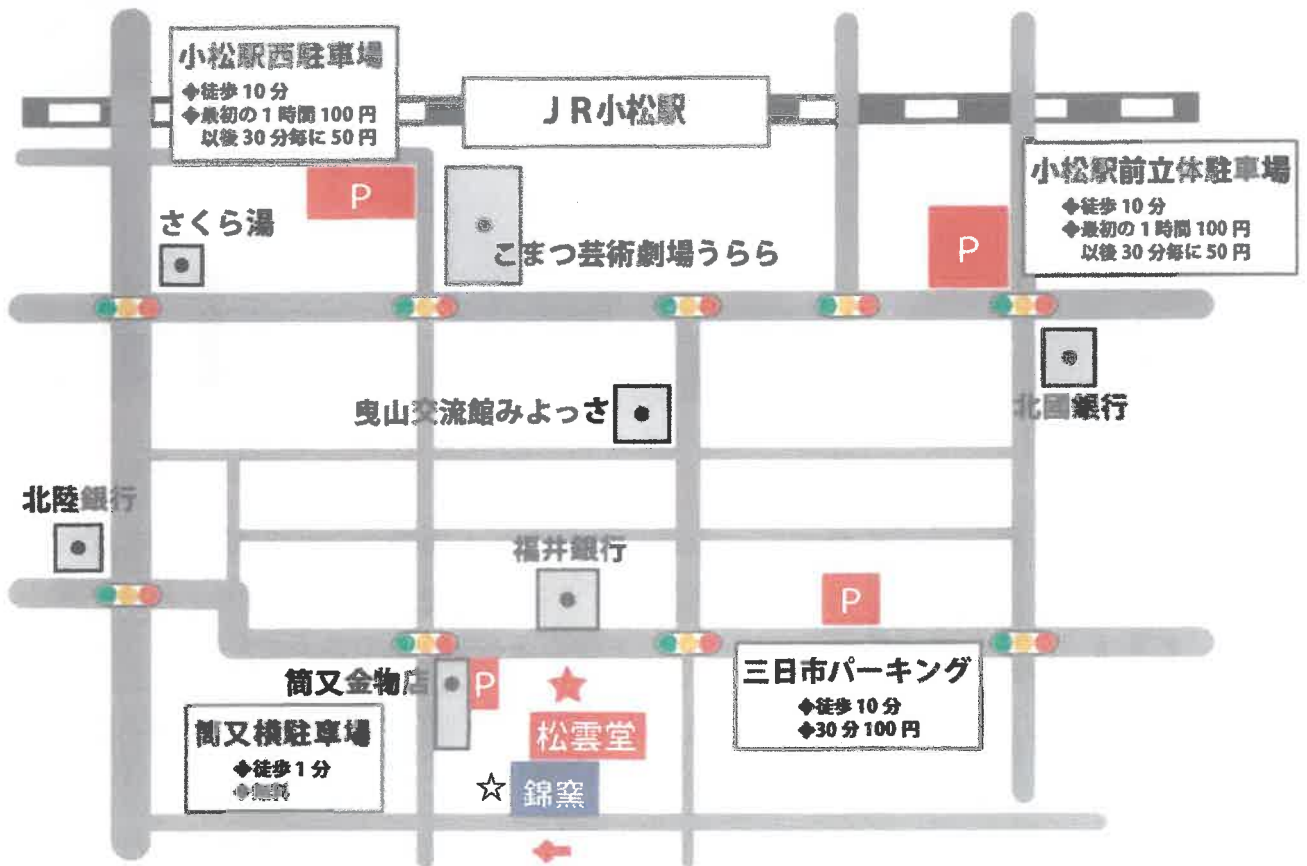 小松駅西駐車場
◆徒歩10分
◆最初の1時間100円
以後30分毎に50円
JR小松駅
小松駅前立体駐車場
◆徒歩10分
◆最初の1時間100円
以後30分毎に50円
P
P
さくら湯
こまつ芸術劇場うらら
曳山交流館みよっさ
北國銀行
北陸銀行
福井銀行
P
筒又金物店
P
三日市パーキング
◆徒歩10分
◆30分100円
筒又横駐車場
◆徒歩1分
◆無料
★
松雲堂
☆
錦窯